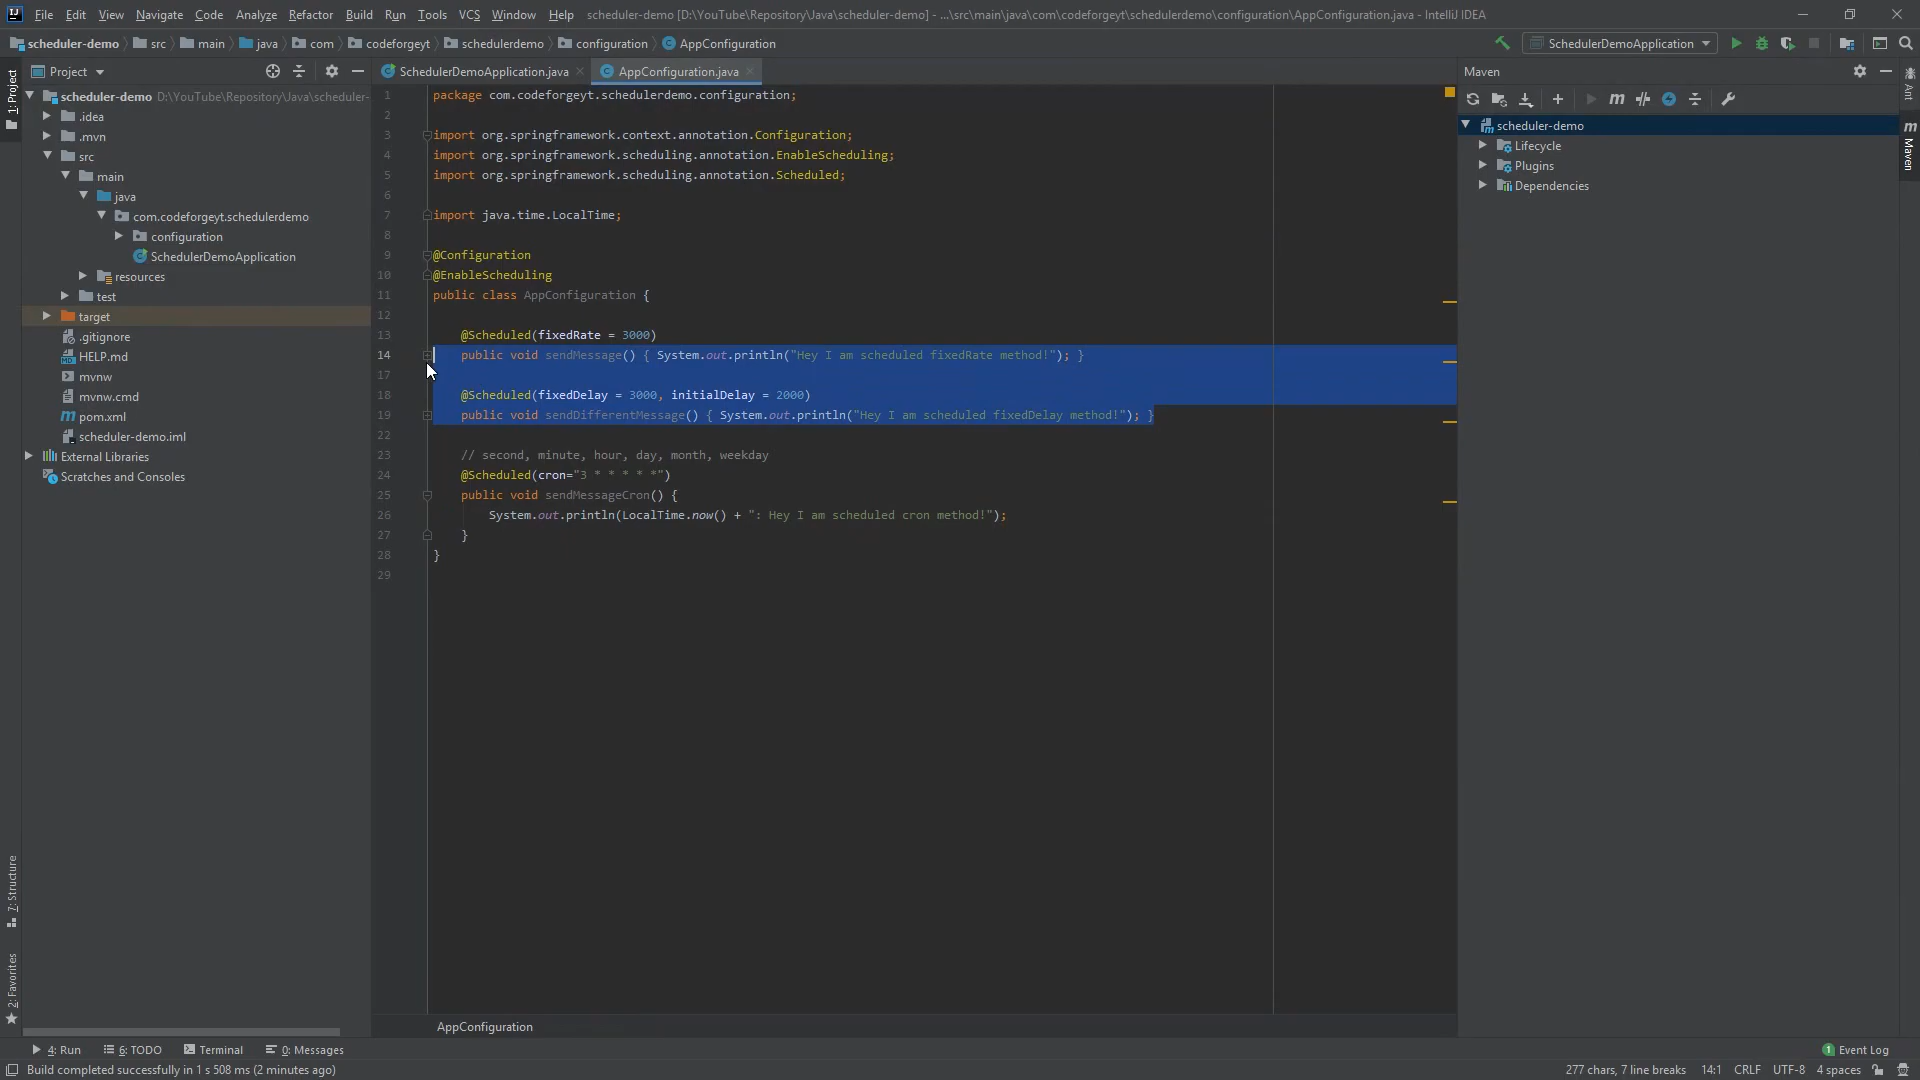 File Edit View Navigate Code Analyze Refactor Build Run Tools VCS Window Help scheduler-demo [D:\YouTube\Repository\Java\scheduler-demo] - ...\src\main\java\com\codeforgeyt\schedulerdemo\configuration\AppConfiguration.java - IntelliJ IDEA
scheduler-demo src main java com codeforgeyt schedulerdemo configuration AppConfiguration SchedulerDemoApplication
1: Project
Project
SchedulerDemoApplication.java AppConfiguration.java
Maven
Ant
Maven
scheduler-demo D:\YouTube\Repository\Java\scheduler-
.idea
.mvn
src
main
java
com.codeforgeyt.schedulerdemo
configuration
SchedulerDemoApplication
resources
test
target
.gitignore
HELP.md
mvnw
mvnw.cmd
pom.xml
scheduler-demo.iml
External Libraries
Scratches and Consoles
1 package com.codeforgeyt.schedulerdemo.configuration;
2
3 import org.springframework.context.annotation.Configuration;
4 import org.springframework.scheduling.annotation.EnableScheduling;
5 import org.springframework.scheduling.annotation.Scheduled;
6
7 import java.time.LocalTime;
8
9 @Configuration
10 @EnableScheduling
11 public class AppConfiguration {
12
13 @Scheduled(fixedRate = 3000)
14 public void sendMessage() { System.out.println("Hey I am scheduled fixedRate method!"); }
17
18 @Scheduled(fixedDelay = 3000, initialDelay = 2000)
19 public void sendDifferentMessage() { System.out.println("Hey I am scheduled fixedDelay method!"); }
22
23 // second, minute, hour, day, month, weekday
24 @Scheduled(cron="3 * * * * *")
25 public void sendMessageCron() {
26 System.out.println(LocalTime.now() + ": Hey I am scheduled cron method!");
27 }
28 }
29
scheduler-demo
Lifecycle
Plugins
Dependencies
7: Structure
2: Favorites
AppConfiguration
4: Run 6: TODO Terminal 0: Messages 1 Event Log
Build completed successfully in 1 s 508 ms (2 minutes ago) 277 chars, 7 line breaks 14:1 CRLF UTF-8 4 spaces